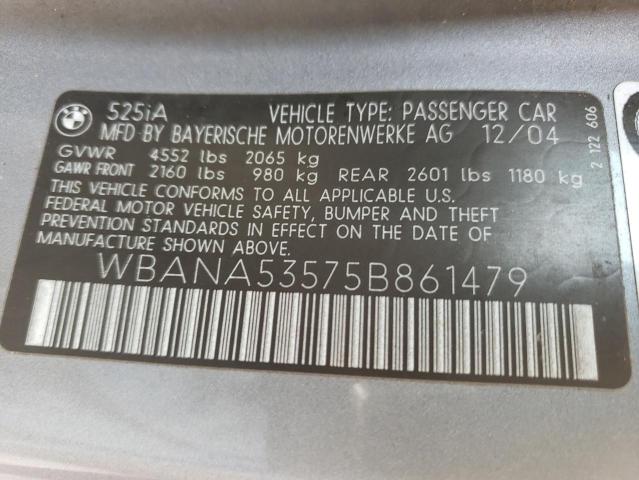 BMW
525iA VEHICLE TYPE: PASSENGER CAR
MFD·BY BAYERISCHE MOTORENWERKE AG 12/04
GVWR 4552 lbs 2065 kg
GAWR FRONT 2160 lbs 980 kg REAR 2601 lbs 1180 kg
THIS VEHICLE CONFORMS TO ALL APPLICABLE U.S.
FEDERAL MOTOR VEHICLE SAFETY, BUMPER AND THEFT
PREVENTION STANDARDS IN EFFECT ON THE DATE OF
MANUFACTURE SHOWN ABOVE.
WBANA53575B861479
2 122 606